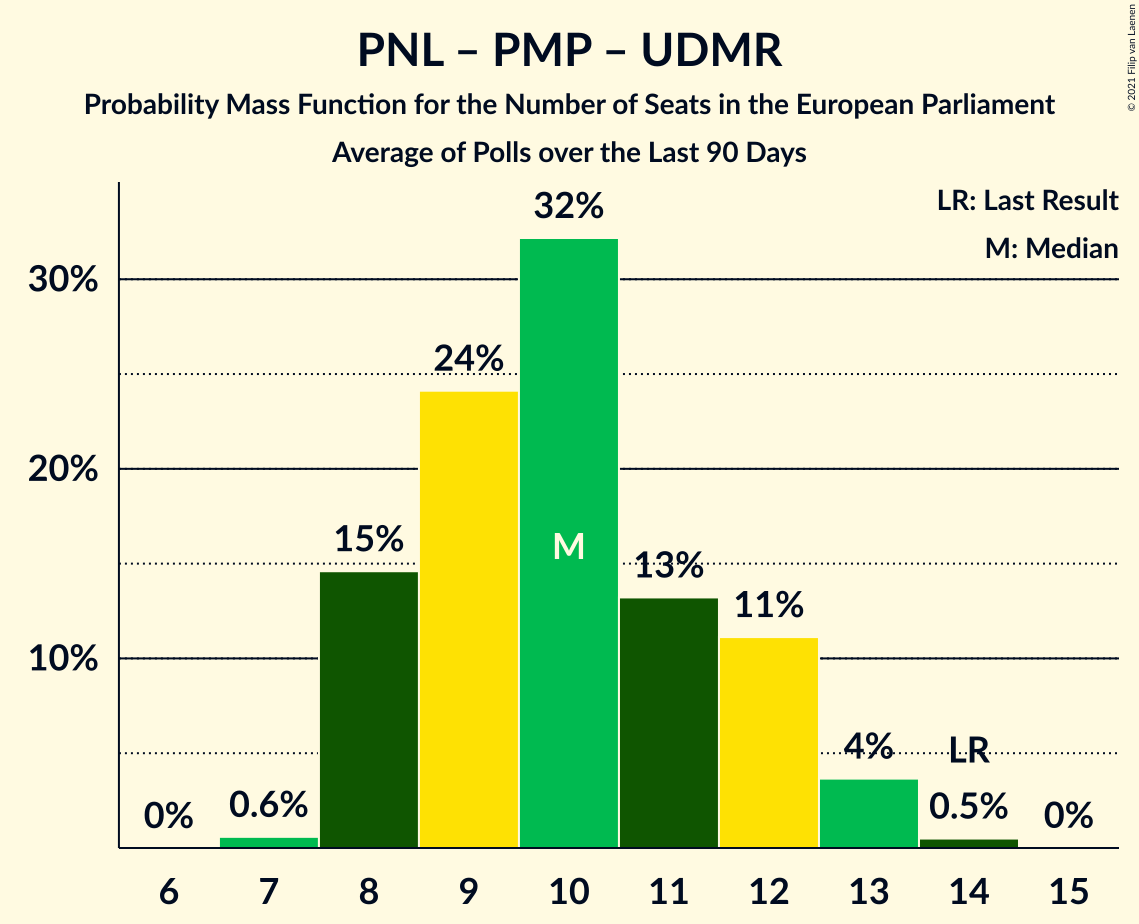 PNL – PMP – UDMR
Probability Mass Function for the Number of Seats in the European Parliament
Average of Polls over the Last 90 Days
© 2021 Filip van Laenen
LR: Last Result
M: Median
32%
30%
24%
20%
15%
M
13%
11%
10%
4%
LR
0%
0.6%
0.5%
0%
6 7 8 9 10 11 12 13 14 15